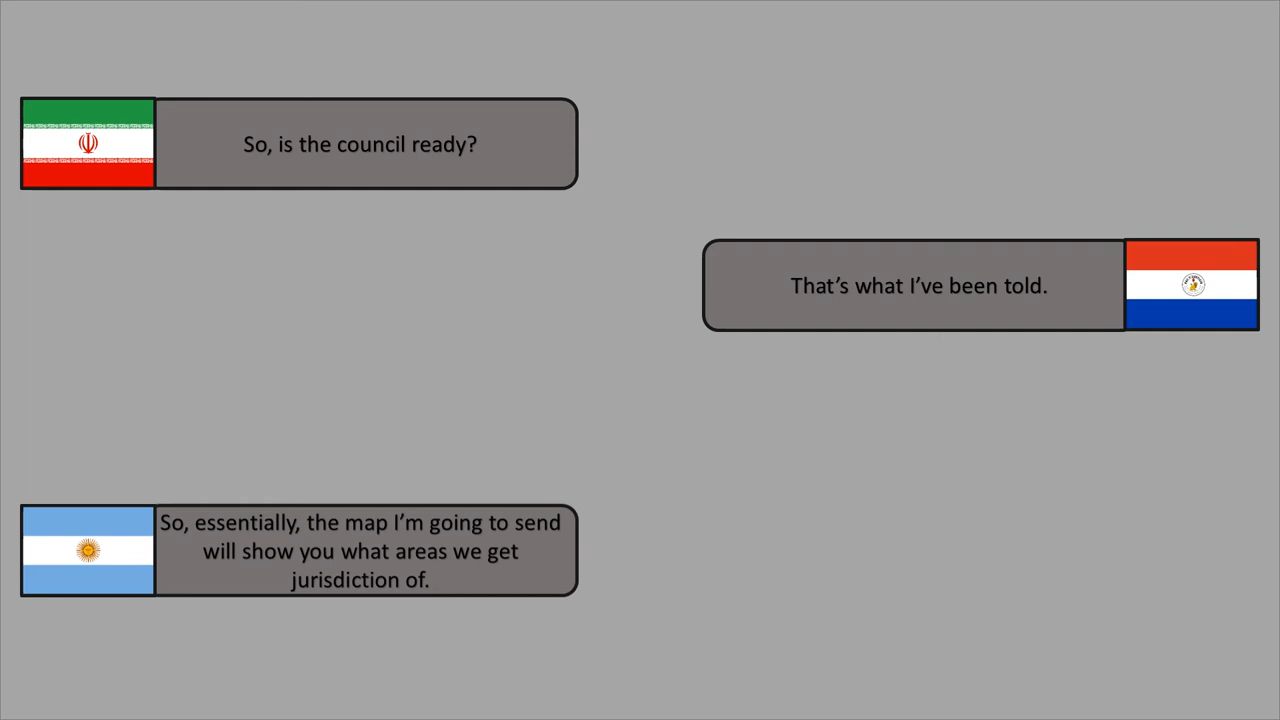 So, is the council ready?
That’s what I’ve been told.
So, essentially, the map I’m going to send
will show you what areas we get
jurisdiction of.